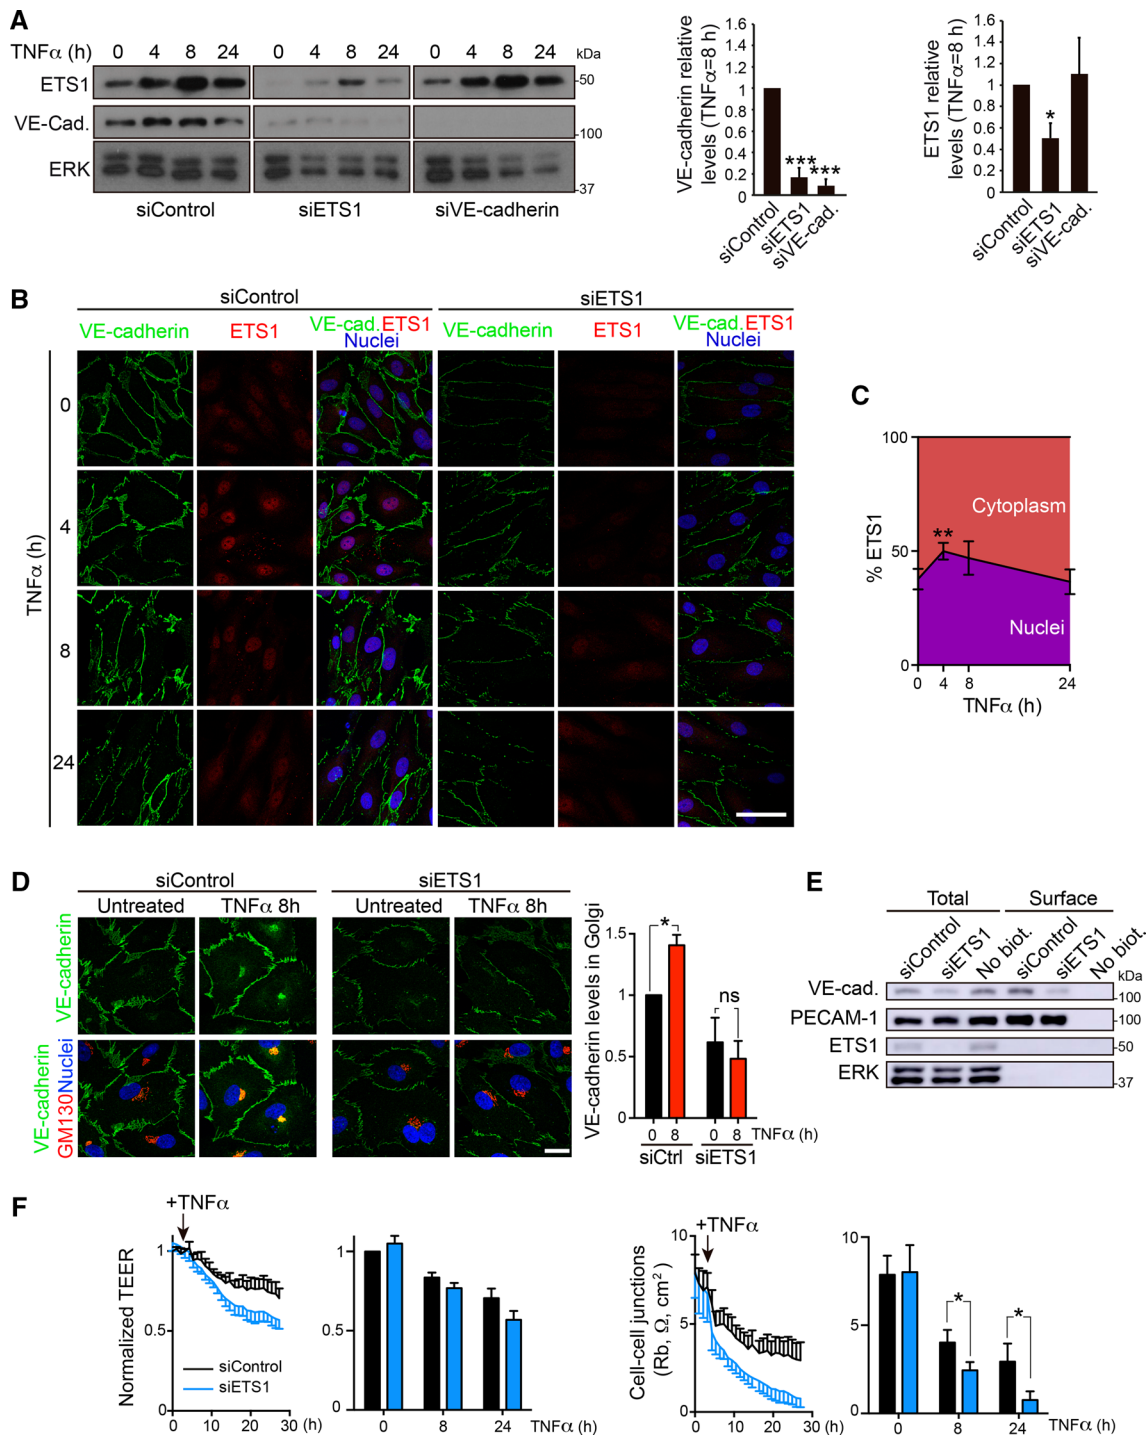 A
TNFα (h) 0 4 8 24 0 4 8 24 0 4 8 24 kDa
ETS1 -50
VE-Cad. -100
ERK -37
siControl siETS1 siVE-cadherin
VE-cadherin relative
levels (TNFα=8 h)
1.6
1.4
1.2
1
0.8
0.6
0.4
0.2
0
*** ***
siControl
siETS1
siVE-cad.
ETS1 relative
levels (TNFα=8 h)
1.6
1.4
1.2
1
0.8
0.6
0.4
0.2
0
*
siControl
siETS1
siVE-cad.
B
siControl siETS1
VE-cadherin ETS1 VE-cad.ETS1 Nuclei VE-cadherin ETS1 VE-cad.ETS1 Nuclei
TNFα (h)
0
4
8
24
C
% ETS1
100
50
0
**
Cytoplasm
Nuclei
0 4 8 24
TNFα (h)
D
siControl siETS1
Untreated TNFα 8h Untreated TNFα 8h
VE-cadherin
VE-cadherin
GM130Nuclei
VE-cadherin levels in Golgi
1.5
1
0.5
0
*
ns
0 8 0 8 TNFα (h)
siCtrl siETS1
E
Total Surface
siControl siETS1 No biot. siControl siETS1 No biot.
kDa
VE-cad. -100
PECAM-1 -100
ETS1 -50
ERK -37
F
+TNFα
Normalized TEER
1
0.5
0
siControl
siETS1
0 10 20 30 (h)
1
0.5
0
0 8 24 TNFα (h)
+TNFα
Cell-cell junctions
(Rb, Ω, cm²)
10
5
0
0 10 20 30 (h)
10
5
0
* *
0 8 24 TNFα (h)